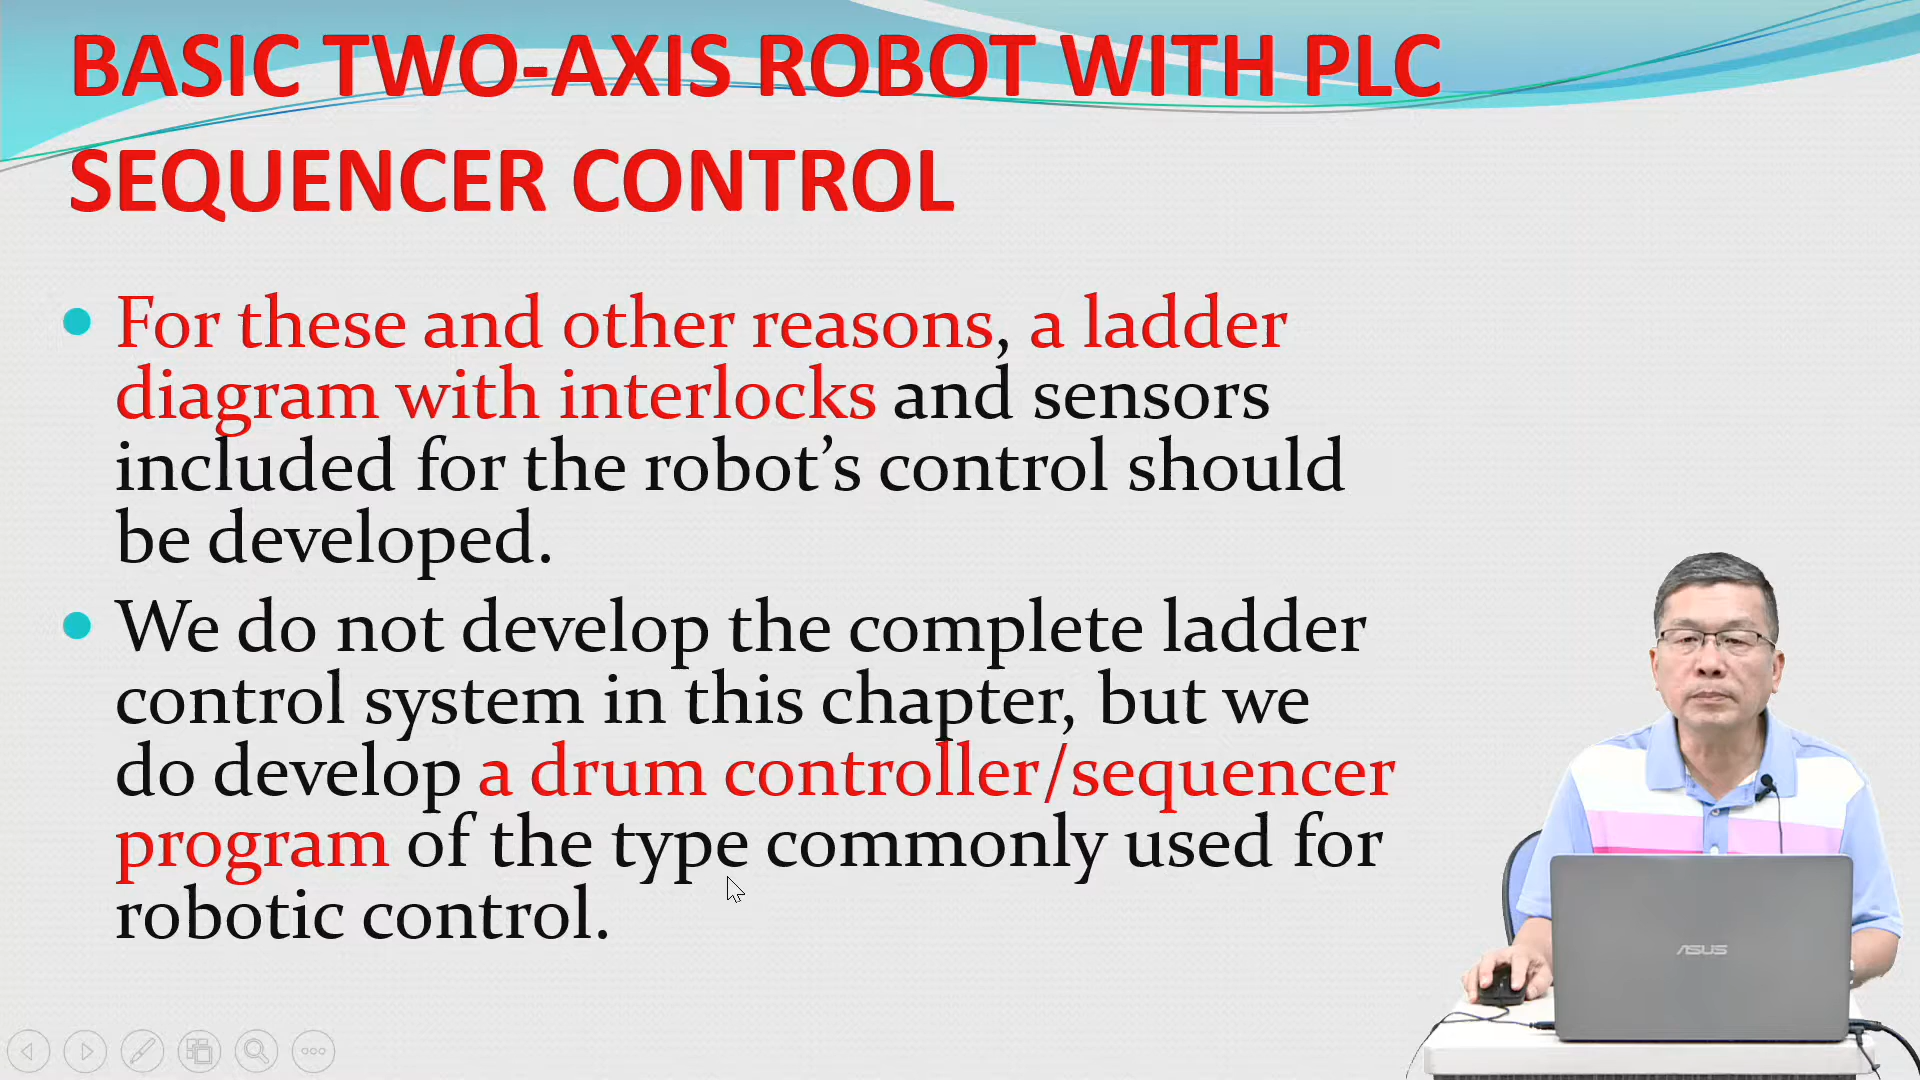 BASIC TWO-AXIS ROBOT WITH PLC
SEQUENCER CONTROL
For these and other reasons, a ladder
diagram with interlocks and sensors
included for the robot’s control should
be developed.
We do not develop the complete ladder
control system in this chapter, but we
do develop a drum controller/sequencer
program of the type commonly used for
robotic control.
ASUS